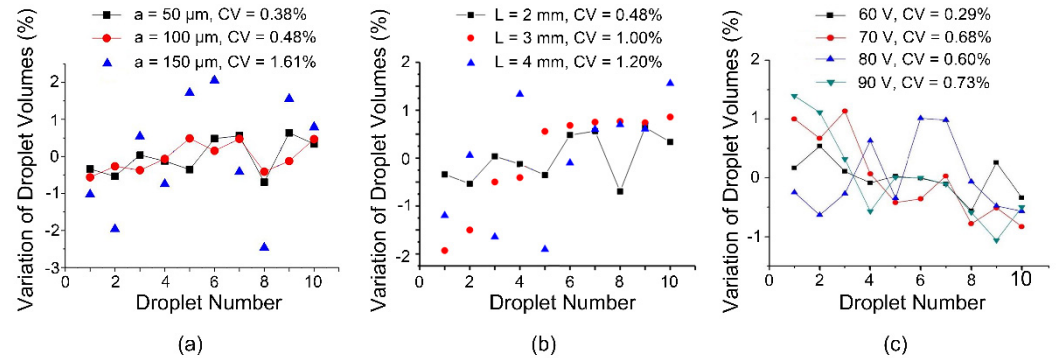 a = 50 µm, CV = 0.38%
a = 100 µm, CV = 0.48%
a = 150 µm, CV = 1.61%
Variation of Droplet Volumes (%)
2
1
0
-1
-2
-3
0 2 4 6 8 10
Droplet Number
(a)
L = 2 mm, CV = 0.48%
L = 3 mm, CV = 1.00%
L = 4 mm, CV = 1.20%
Variation of Droplet Volumes (%)
2
1
0
-1
-2
0 2 4 6 8 10
Droplet Number
(b)
60 V, CV = 0.29%
70 V, CV = 0.68%
80 V, CV = 0.60%
90 V, CV = 0.73%
Variation of Droplet Volumes (%)
1
0
-1
0 2 4 6 8 10
Droplet Number
(c)